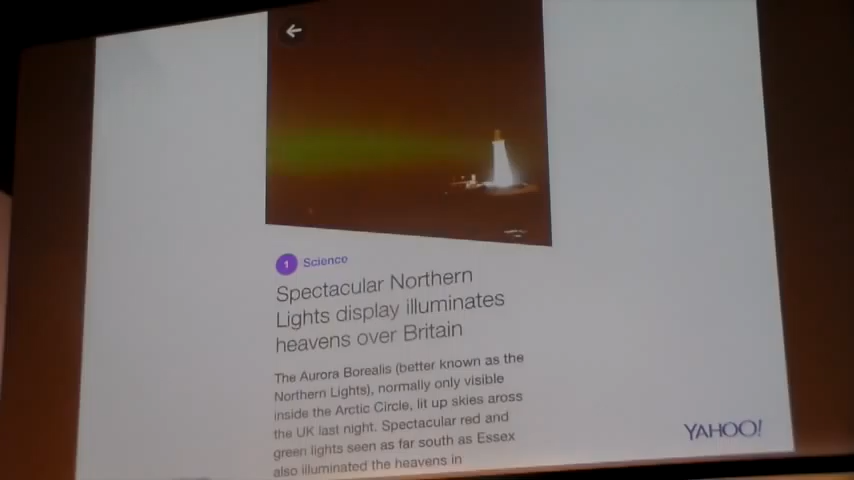 1 Science
Spectacular Northern
Lights display illuminates
heavens over Britain
The Aurora Borealis (better known as the
Northern Lights), normally only visible
inside the Arctic Circle, lit up skies aross
the UK last night. Spectacular red and
green lights seen as far south as Essex
also illuminated the heavens in
YAHOO!